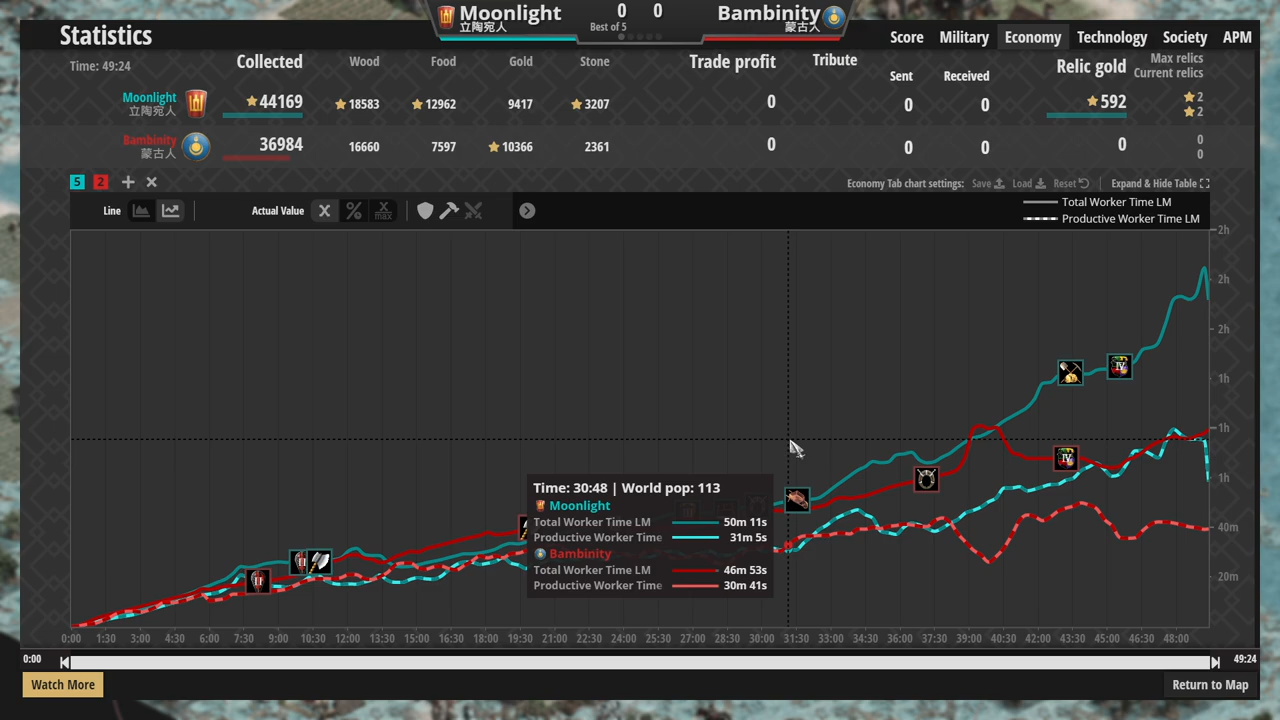 Moonlight 0 0 Bambinity
立陶宛人 Best of 5 蒙古人
Statistics
Score Military Economy Technology Society APM
Time: 49:24 Collected Wood Food Gold Stone Trade profit Tribute Sent Received Relic gold Max relics
Current relics
Moonlight 44169 18583 12962 9417 3207 0 0 0 592 2
立陶宛人 2
Bambinity 36984 16660 7597 10366 2361 0 0 0 0 0
蒙古人 0
5 2 Economy Tab chart settings: Save Load Reset Expand & Hide Table
Line Actual Value X % X
max
Total Worker Time LM
Productive Worker Time LM
2h
2h
2h
1h
1h
1h
40m
20m
Time: 30:48 | World pop: 113
Moonlight
Total Worker Time LM 50m 11s
Productive Worker Time 31m 5s
Bambinity
Total Worker Time LM 46m 53s
Productive Worker Time 30m 41s
II II IV IV
0:00 1:30 3:00 4:30 6:00 7:30 9:00 10:30 12:00 13:30 15:00 16:30 18:00 19:30 21:00 22:30 24:00 25:30 27:00 28:30 30:00 31:30 33:00 34:30 36:00 37:30 39:00 40:30 42:00 43:30 45:00 46:30 48:00
0:00 49:24
Watch More Return to Map